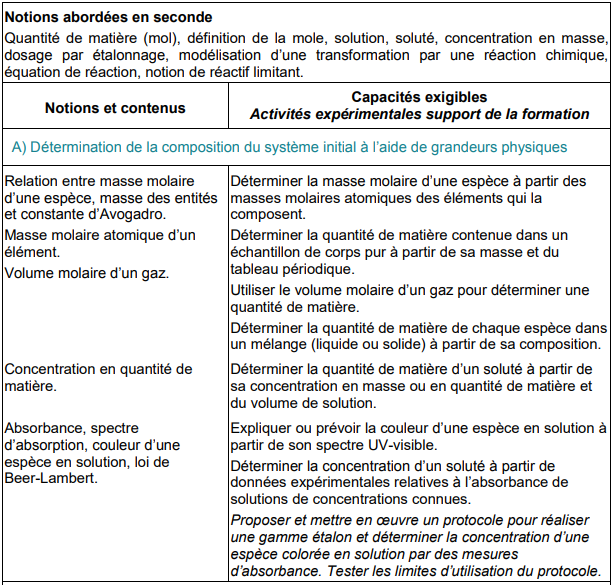 Notions abordées en seconde
Quantité de matière (mol), définition de la mole, solution, soluté, concentration en masse,
dosage par étalonnage, modélisation d’une transformation par une réaction chimique,
équation de réaction, notion de réactif limitant.
Notions et contenus
Capacités exigibles
Activités expérimentales support de la formation
A) Détermination de la composition du système initial à l’aide de grandeurs physiques
Relation entre masse molaire
d’une espèce, masse des entités
et constante d’Avogadro.
Masse molaire atomique d’un
élément.
Volume molaire d’un gaz.
Déterminer la masse molaire d’une espèce à partir des
masses molaires atomiques des éléments qui la
composent.
Déterminer la quantité de matière contenue dans un
échantillon de corps pur à partir de sa masse et du
tableau périodique.
Utiliser le volume molaire d’un gaz pour déterminer une
quantité de matière.
Déterminer la quantité de matière de chaque espèce dans
un mélange (liquide ou solide) à partir de sa composition.
Concentration en quantité de
matière.
Déterminer la quantité de matière d’un soluté à partir de
sa concentration en masse ou en quantité de matière et
du volume de solution.
Absorbance, spectre
d’absorption, couleur d’une
espèce en solution, loi de
Beer-Lambert.
Expliquer ou prévoir la couleur d’une espèce en solution à
partir de son spectre UV-visible.
Déterminer la concentration d’un soluté à partir de
données expérimentales relatives à l’absorbance de
solutions de concentrations connues.
Proposer et mettre en œuvre un protocole pour réaliser
une gamme étalon et déterminer la concentration d’une
espèce colorée en solution par des mesures
d’absorbance. Tester les limites d’utilisation du protocole.